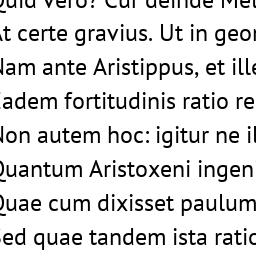 Quid vero? Cur deinde Met
At certe gravius. Ut in geor
Nam ante Aristippus, et ille
Eadem fortitudinis ratio re
Non autem hoc: igitur ne il
Quantum Aristoxeni ingen
Quae cum dixisset paulum
Sed quae tandem ista ratio